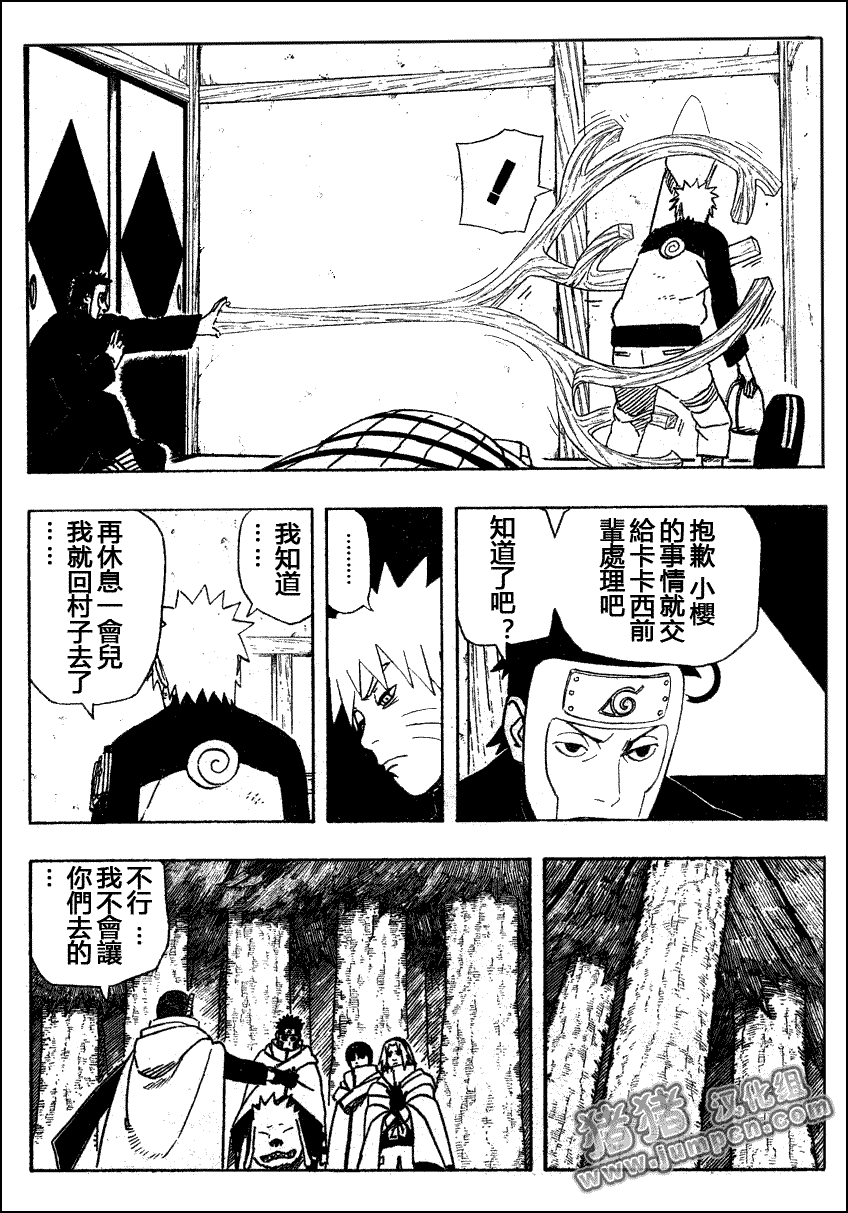 ！
抱歉 小櫻
的事情就交
給卡卡西前
輩處理吧
知道了吧？
………
我知道
……
再休息一會兒
我就回村子去了
……
不行…
我不會讓
你們去的
…
猪猪汉化组
www.jumpcn.com